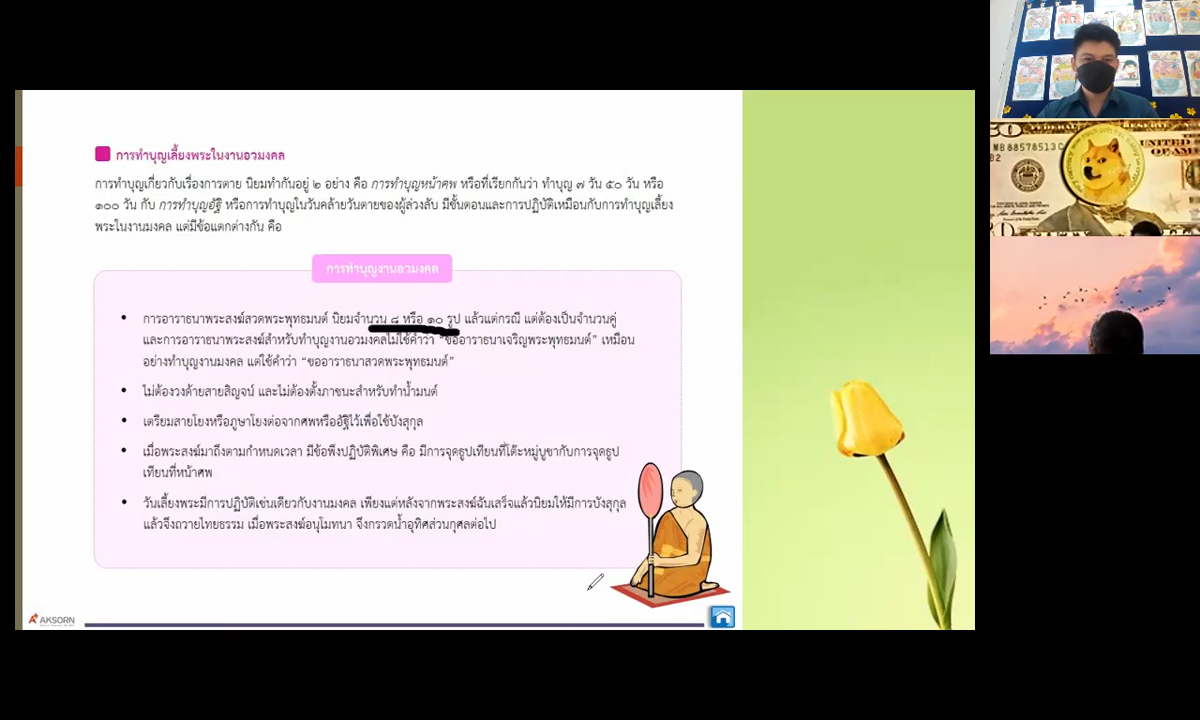 การทำบุญเลี้ยงพระในงานอวมงคล
การทำบุญเกี่ยวกับเรื่องการตาย นิยมทำกันอยู่ ๒ อย่าง คือ การทำบุญหน้าศพ หรือที่เรียกกันว่า ทำบุญ ๗ วัน ๕๐ วัน หรือ
๑๐๐ วัน กับ การทำบุญอัฐิ หรือการทำบุญในวันคล้ายวันตายของผู้ล่วงลับ มีขั้นตอนและการปฏิบัติเหมือนกับการทำบุญเลี้ยง
พระในงานมงคล แต่มีข้อแตกต่างกัน คือ
การทำบุญงานอวมงคล
• การอาราธนาพระสงฆ์สวดพระพุทธมนต์ นิยมจำนวน ๘ หรือ ๑๐ รูป แล้วแต่กรณี แต่ต้องเป็นจำนวนคู่
และการอาราธนาพระสงฆ์สำหรับทำบุญงานอวมงคลไม่ใช้คำว่า "ขออาราธนาเจริญพระพุทธมนต์" เหมือน
อย่างทำบุญงานมงคล แต่ใช้คำว่า "ขออาราธนาสวดพระพุทธมนต์"
• ไม่ต้องวงด้ายสายสิญจน์ และไม่ต้องตั้งภาชนะสำหรับทำน้ำมนต์
• เตรียมสายโยงหรือภูษาโยงต่อจากศพหรืออัฐิไว้เพื่อใช้บังสุกุล
• เมื่อพระสงฆ์มาถึงตามกำหนดเวลา มีข้อพึงปฏิบัติพิเศษ คือ มีการจุดธูปเทียนที่โต๊ะหมู่บูชากับการจุดธูป
เทียนที่หน้าศพ
• วันเลี้ยงพระมีการปฏิบัติเช่นเดียวกับงานมงคล เพียงแต่หลังจากพระสงฆ์ฉันเสร็จแล้วนิยมให้มีการบังสุกุล
แล้วจึงถวายไทยธรรม เมื่อพระสงฆ์อนุโมทนา จึงกรวดน้ำอุทิศส่วนกุศลต่อไป
AKSORN
MB 88578513
B2
UNITED